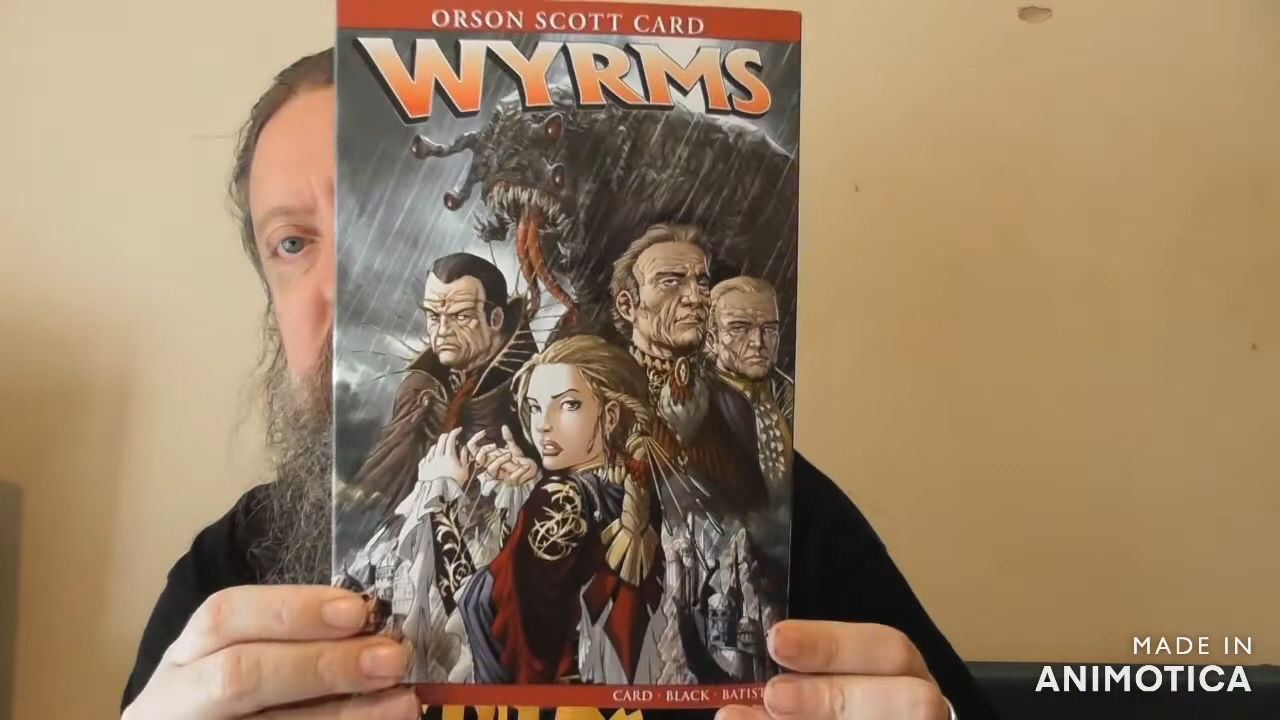 ORSON SCOTT CARD
WYRMS
CARD · BLACK · BATIST
MADE IN
ANIMOTICA